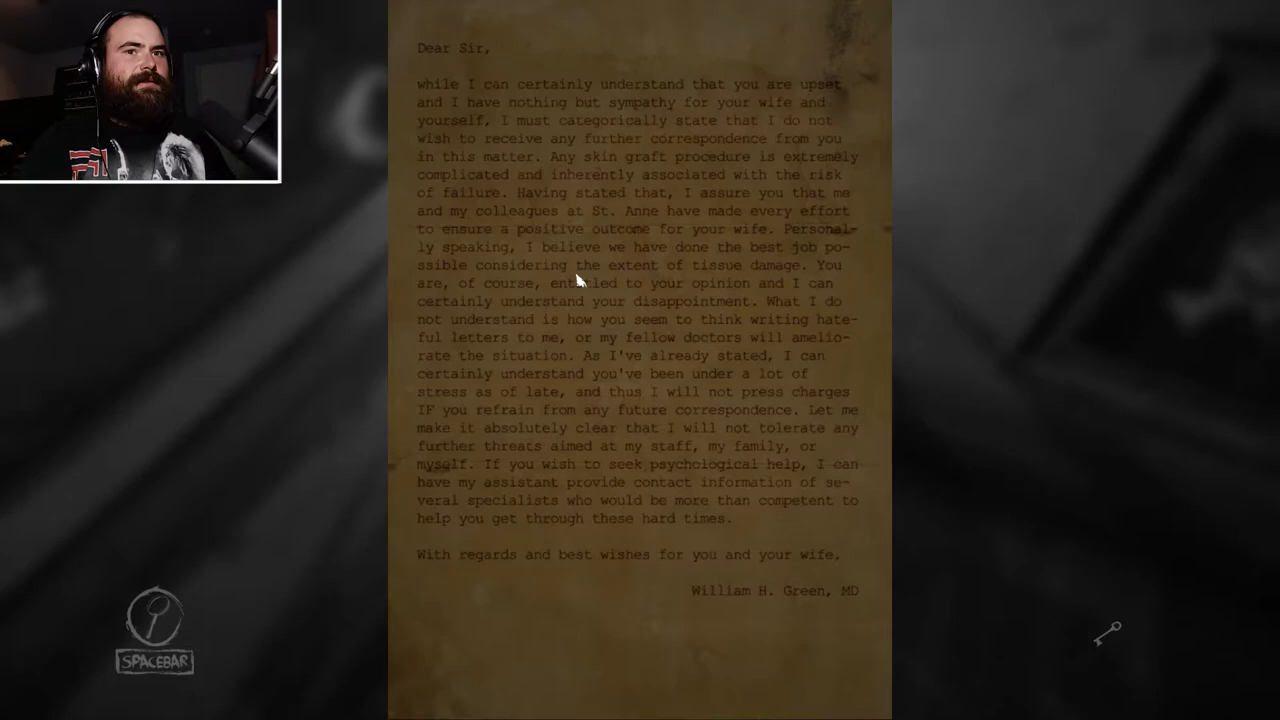 Dear Sir,
while I can certainly understand that you are upset
and I have nothing but sympathy for your wife and
yourself, I must categorically state that I do not
wish to receive any further correspondence from you
in this matter. Any skin graft procedure is extremely
complicated and inherently associated with the risk
of failure. Having stated that, I assure you that me
and my colleagues at St. Anne have made every effort
to ensure a positive outcome for your wife. Personal-
ly speaking, I believe we have done the best job po-
ssible considering the extent of tissue damage. You
are, of course, entitled to your opinion and I can
certainly understand your disappointment. What I do
not understand is how you seem to think writing hate-
ful letters to me, or my fellow doctors will amelio-
rate the situation. As I've already stated, I can
certainly understand you've been under a lot of
stress as of late, and thus I will not press charges
IF you refrain from any future correspondence. Let me
make it absolutely clear that I will not tolerate any
further threats aimed at my staff, my family, or
myself. If you wish to seek psychological help, I can
have my assistant provide contact information of se-
veral specialists who would be more than competent to
help you get through these hard times.
With regards and best wishes for you and your wife,
William H. Green, MD
SPACEBAR